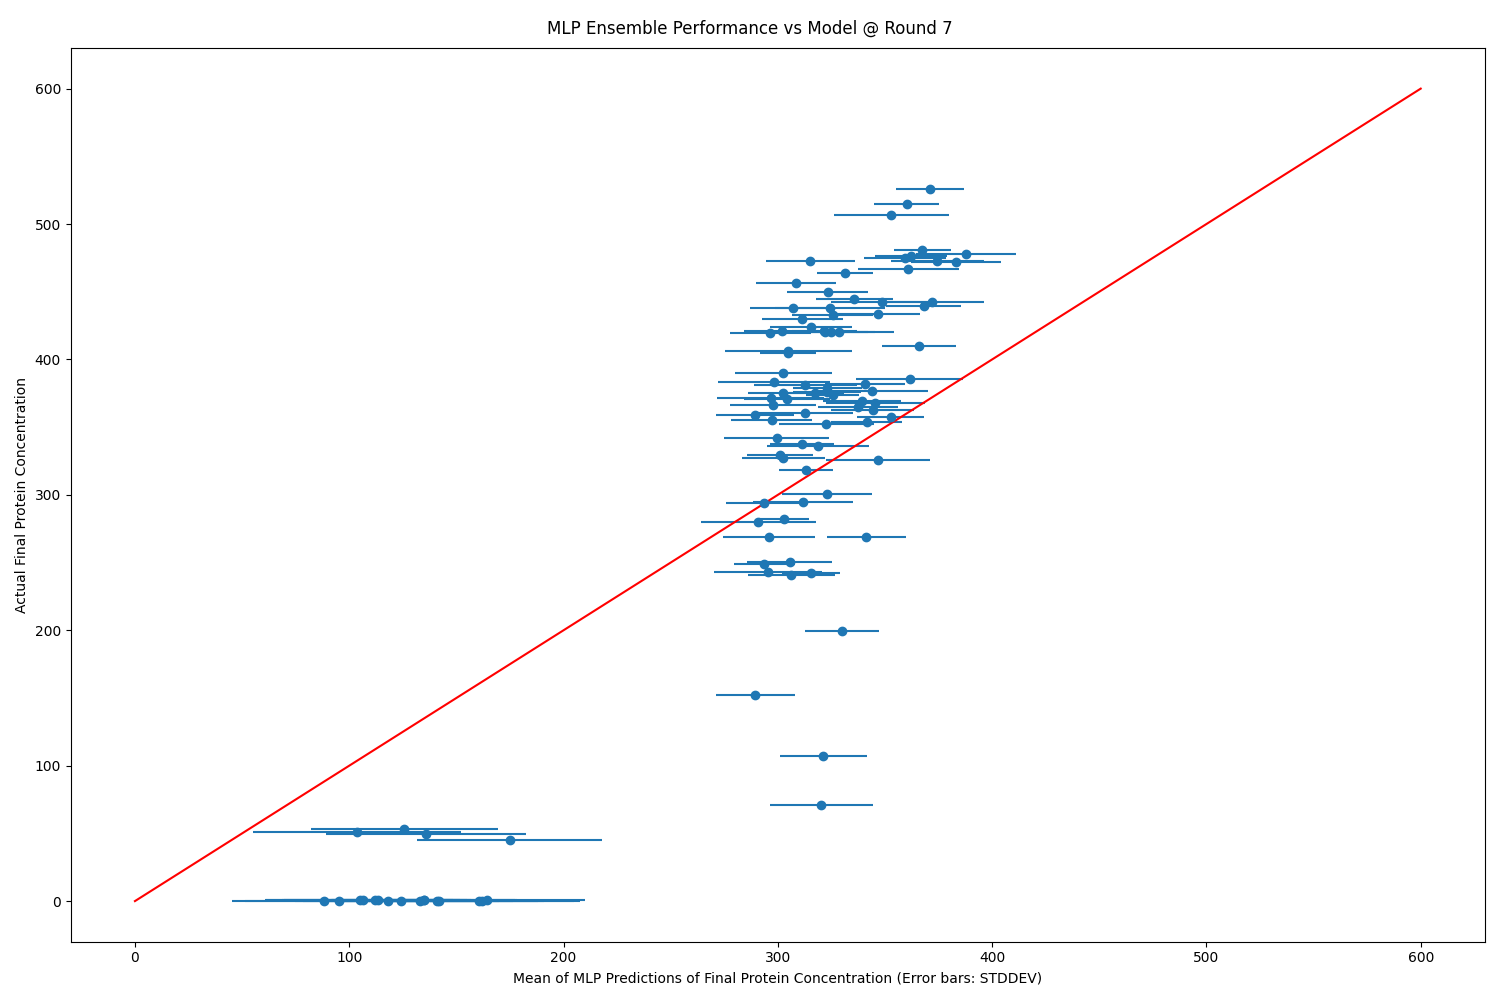 MLP Ensemble Performance vs Model @ Round 7
600
500
400
300
200
100
0
Actual Final Protein Concentration
0 100 200 300 400 500 600
Mean of MLP Predictions of Final Protein Concentration (Error bars: STDDEV)